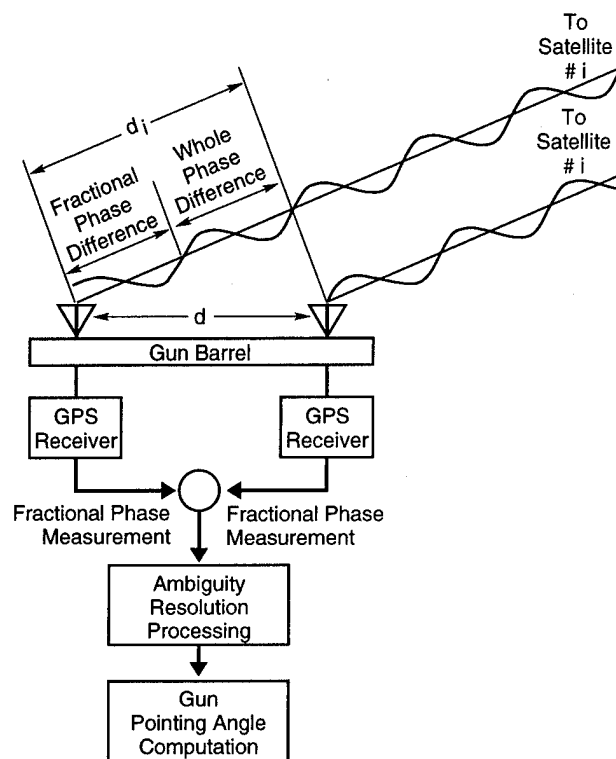 To
Satellite
# i
To
Satellite
# i
d i
Fractional
Phase
Difference
Whole
Phase
Difference
d
Gun Barrel
GPS
Receiver
GPS
Receiver
Fractional Phase
Measurement
Fractional Phase
Measurement
Ambiguity
Resolution
Processing
Gun
Pointing Angle
Computation